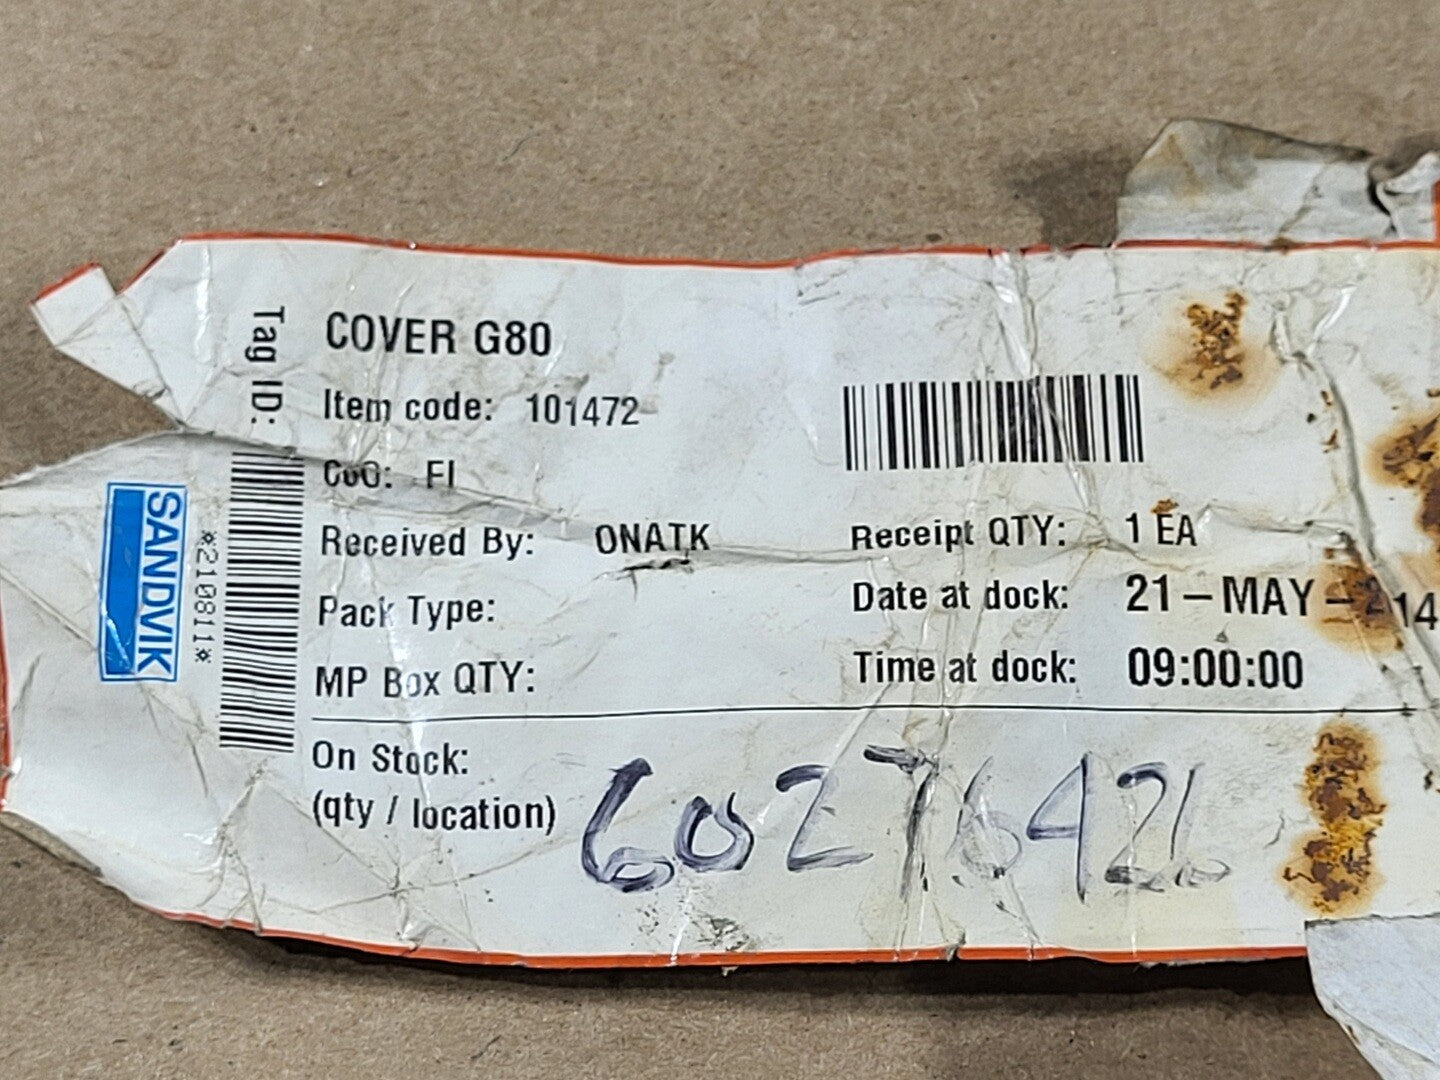 COVER G80
Item code: 101472
CoO: FI
Received By: ONATK
Receipt QTY: 1 EA
Pack Type:
Date at dock: 21-MAY-
14
MP Box QTY:
Time at dock: 09:00:00
On Stock:
(qty / location)
60276426
Tag ID:
*210811*
SANDVIK